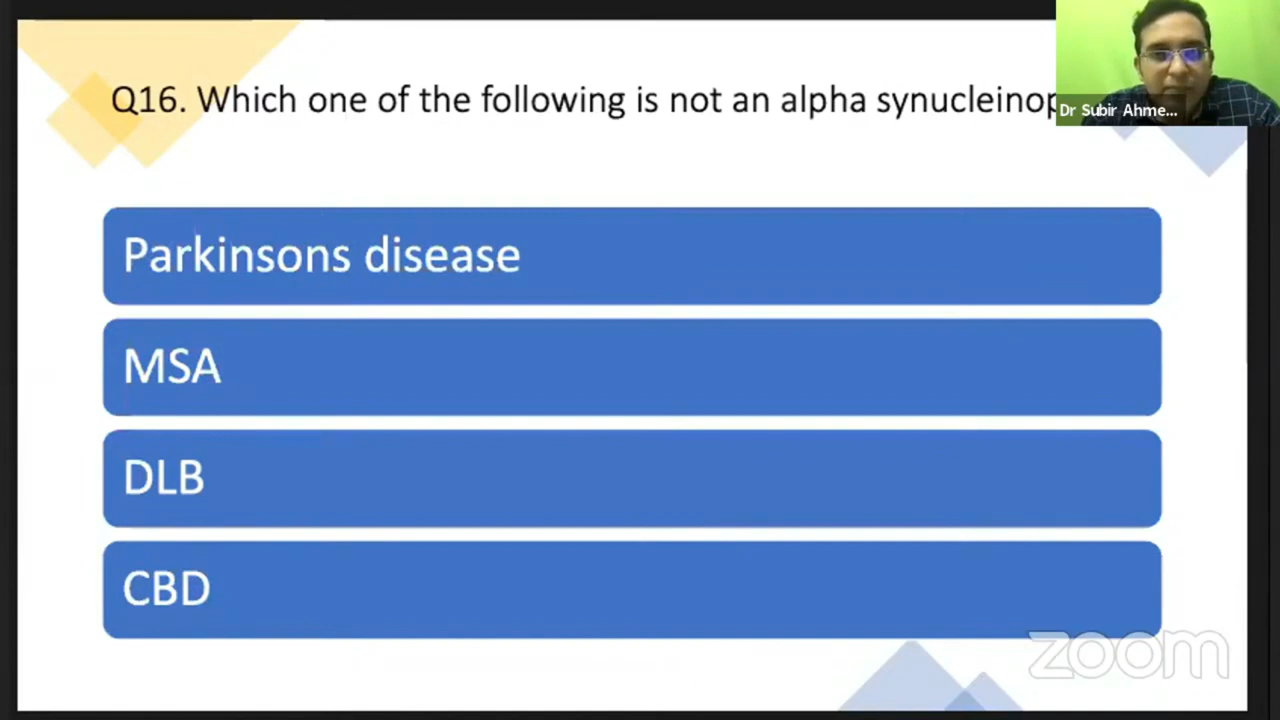 Q16. Which one of the following is not an alpha synucleinop
Dr Subir Ahme...
Parkinsons disease
MSA
DLB
CBD
zoom